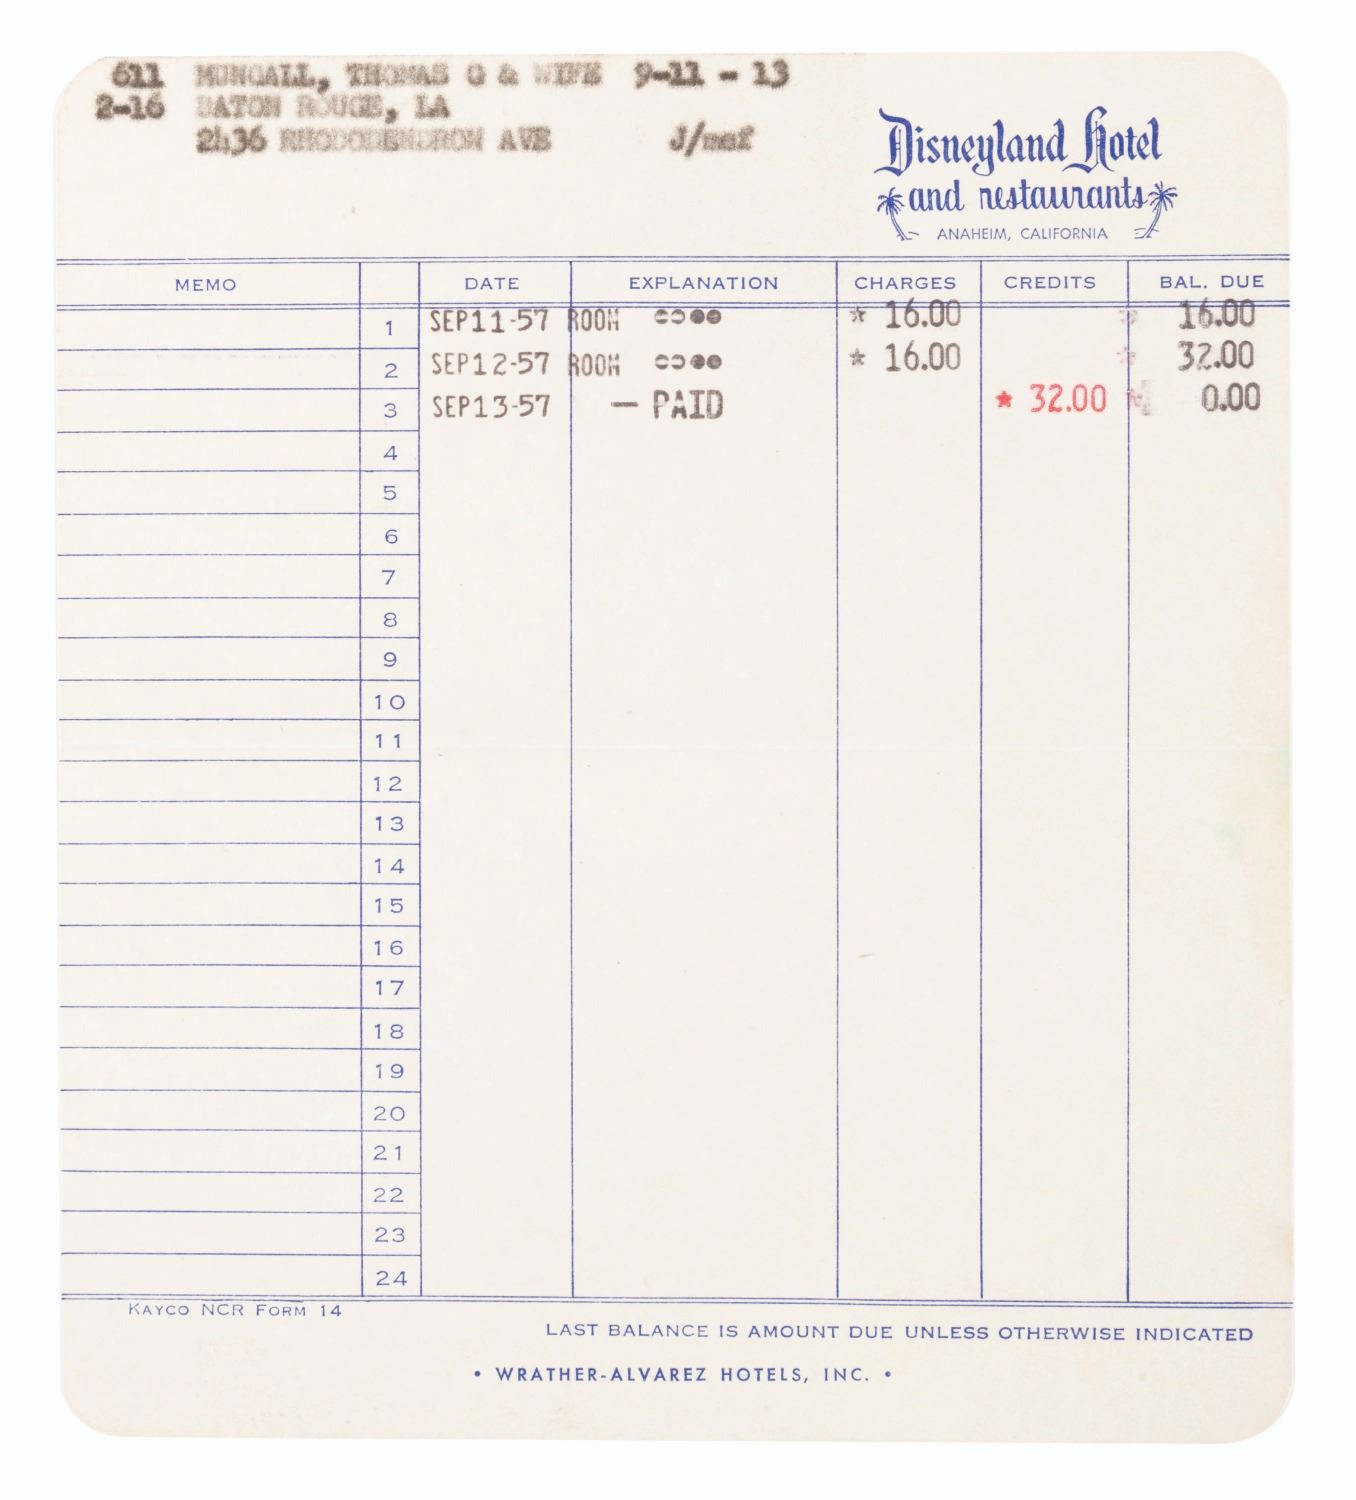 611 MUNGALL, THOMAS G & WIFE 9-11 - 13
2-16 BATON ROUGE, LA
2436 RHODODENDRON AVE J/
Disneyland Hotel
and restaurants
ANAHEIM, CALIFORNIA
MEMO DATE EXPLANATION CHARGES CREDITS BAL. DUE
1 SEP11-57 ROOM * 16.00 * 16.00
2 SEP12-57 ROOM * 16.00 * 32.00
3 SEP13-57 — PAID * 32.00 * 0.00
4
5
6
7
8
9
10
11
12
13
14
15
16
17
18
19
20
21
22
23
24
KAYCO NCR FORM 14
LAST BALANCE IS AMOUNT DUE UNLESS OTHERWISE INDICATED
• WRATHER-ALVAREZ HOTELS, INC. •